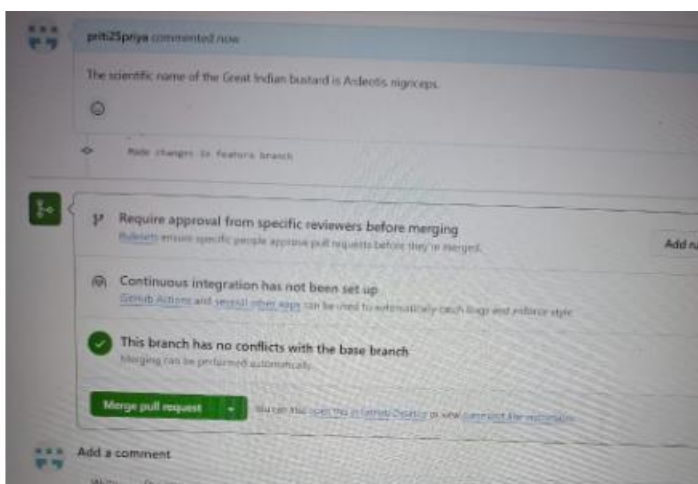 priti25priya commented now
The scientific name of the Great Indian bustard is Ardeotis nigriceps.
Made changes in feature branch
Require approval from specific reviewers before merging
Rulesets ensure specific people approve pull requests before they're merged.
Add ru
Continuous integration has not been set up
GitHub Actions and several other apps can be used to automatically catch bugs and enforce style.
This branch has no conflicts with the base branch
Merging can be performed automatically.
Merge pull request
You can also open this in GitHub Desktop or view command line instructions.
Add a comment